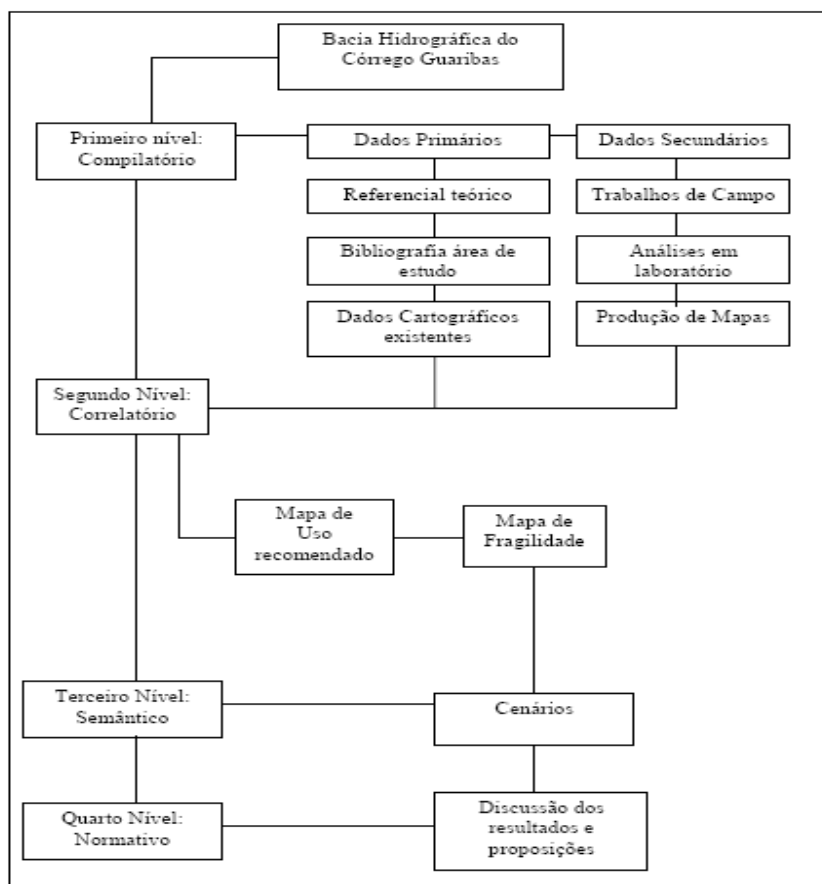 Bacia Hidrográfica do
Córrego Guaribas
Primeiro nível:
Compilatório
Dados Primários
Dados Secundários
Referencial teórico
Trabalhos de Campo
Bibliografía área de
estudo
Análises em
laboratório
Dados Cartográficos
existentes
Produção de Mapas
Segundo Nível:
Correlatório
Mapa de
Uso
recomendado
Mapa de
Fragilidade
Terceiro Nível:
Semântico
Cenários
Quarto Nível:
Normativo
Discussão dos
resultados e
proposições